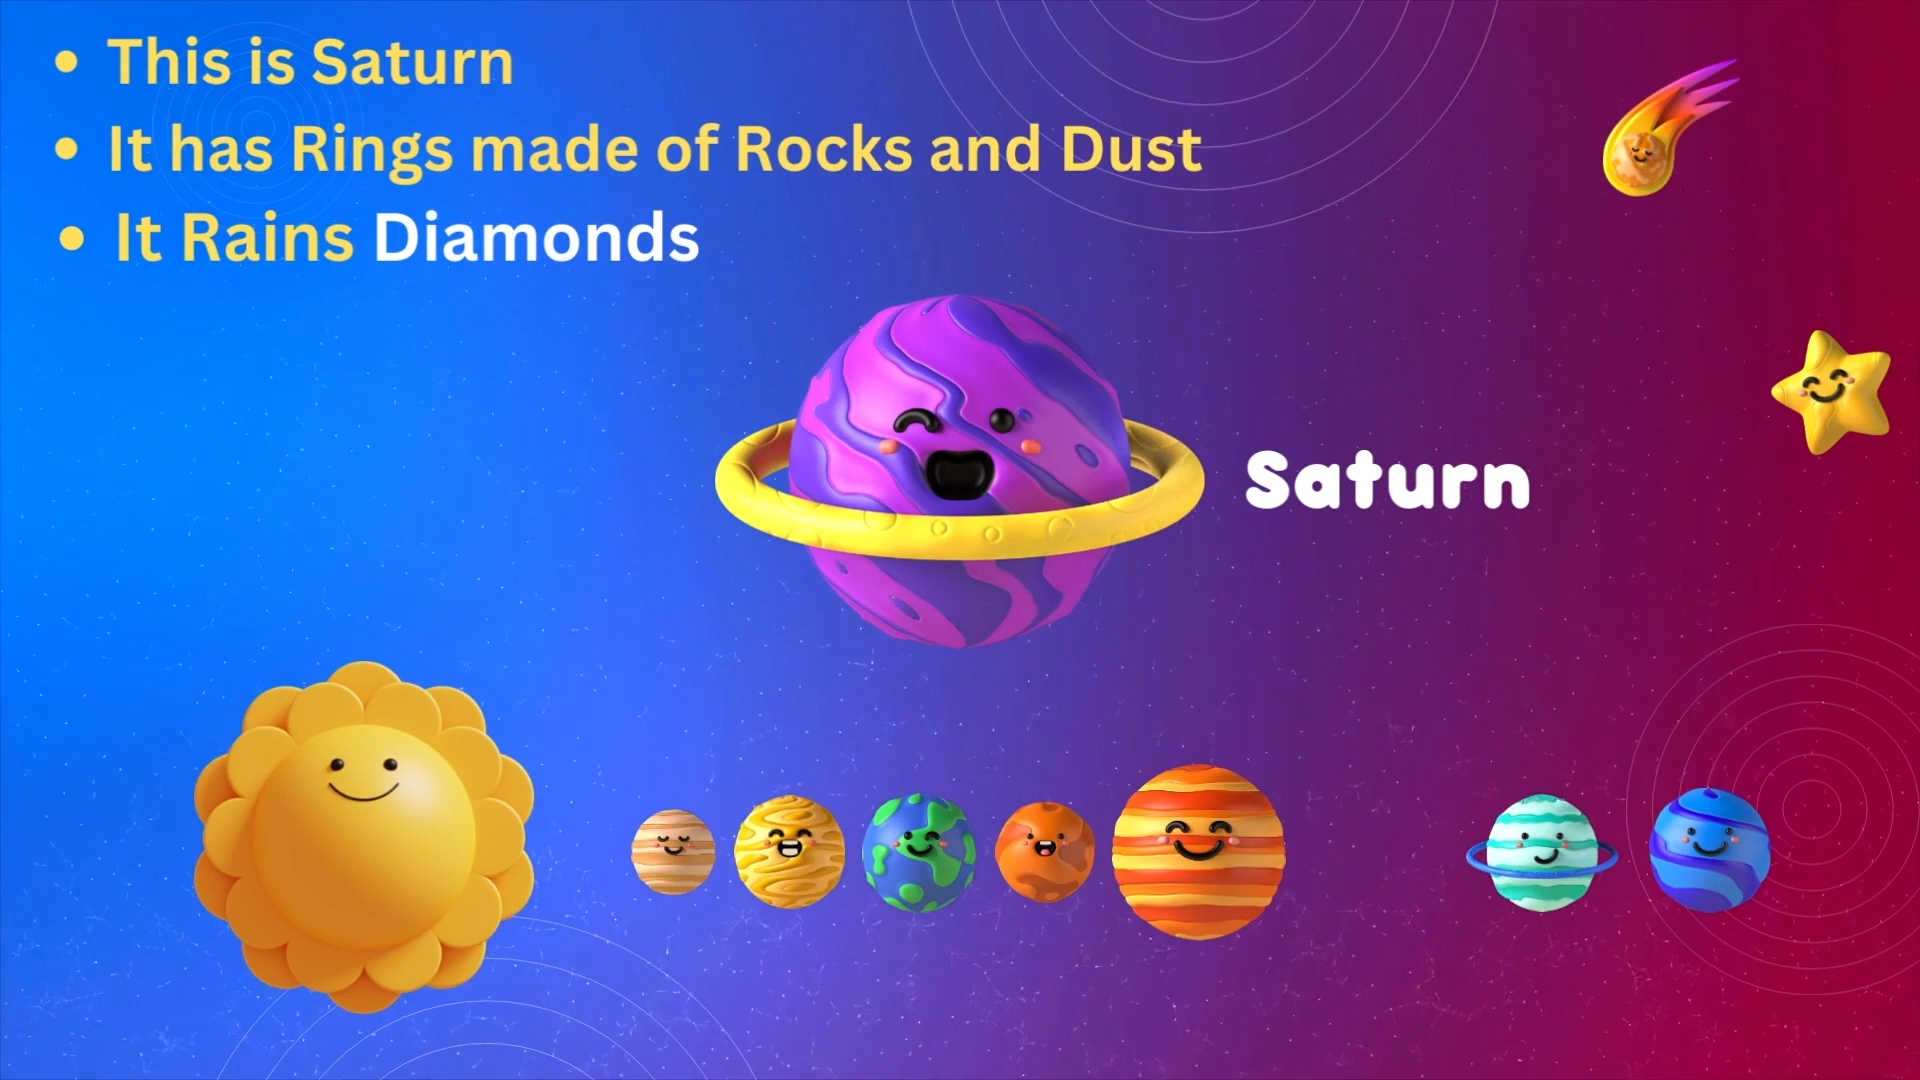 • This is Saturn
• It has Rings made of Rocks and Dust
• It Rains Diamonds
Saturn